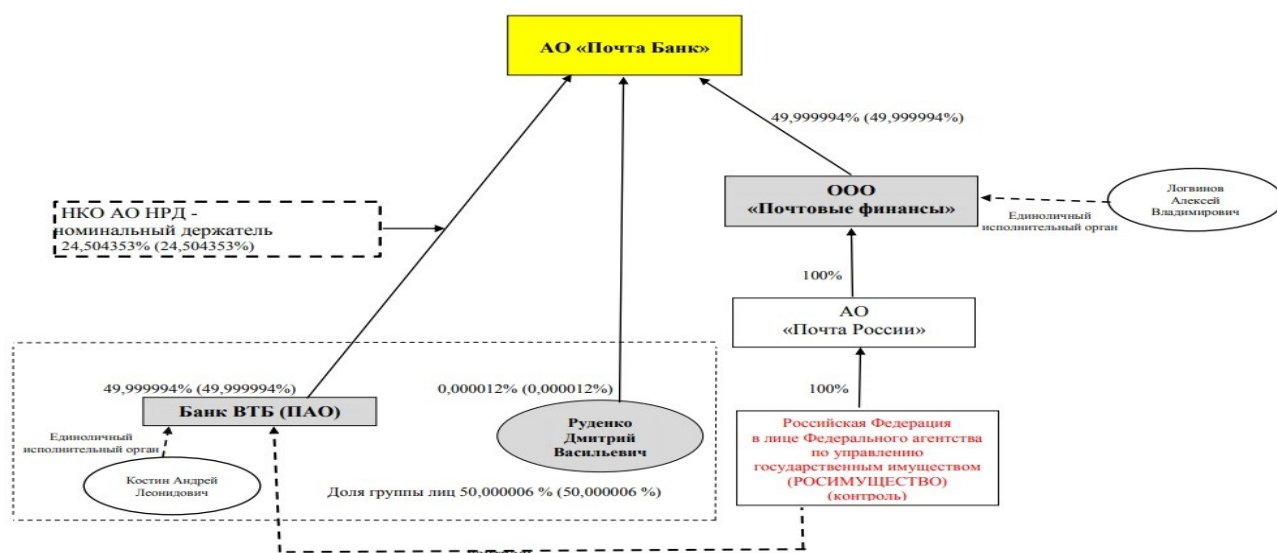 АО «Почта Банк»
49,999994% (49,999994%)
НКО АО НРД -
номинальный держатель
24,504353% (24,504353%)
ООО
«Почтовые финансы»
Логвинов
Алексей
Владимирович
Единоличный
исполнительный орган
100%
АО
«Почта России»
49,999994% (49,999994%)
0,000012% (0,000012%)
100%
Банк ВТБ (ПАО)
Единоличный
исполнительный орган
Костин Андрей
Леонидович
Руденко
Дмитрий
Васильевич
Российская Федерация
в лице Федерального агентства
по управлению
государственным имуществом
(РОСИМУЩЕСТВО)
(контроль)
Доля группы лиц 50,000006 % (50,000006 %)